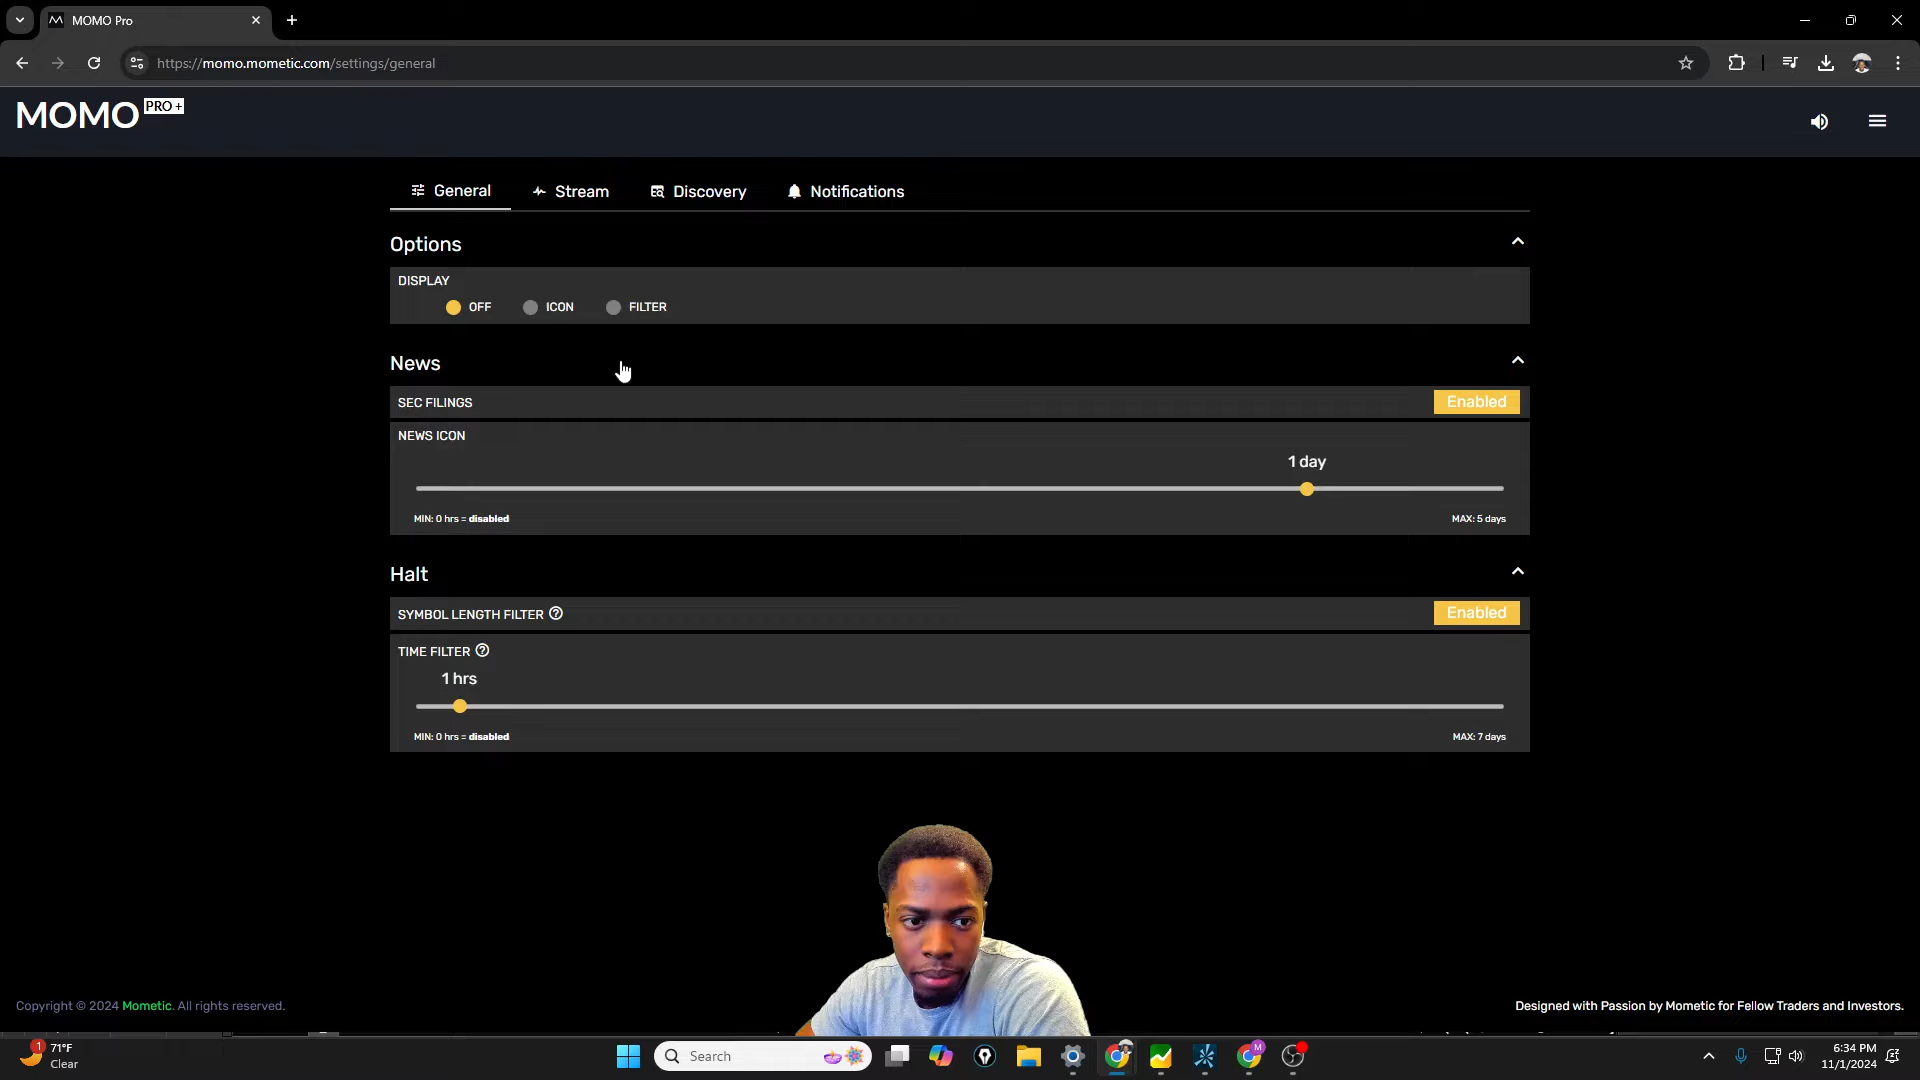 MOMO Pro
https://momo.mometic.com/settings/general
MOMO PRO +
General Stream Discovery Notifications
Options
DISPLAY
OFF ICON FILTER
News
SEC FILINGS Enabled
NEWS ICON
1 day
MIN: 0 hrs = disabled MAX: 5 days
Halt
SYMBOL LENGTH FILTER Enabled
TIME FILTER
1 hrs
MIN: 0 hrs = disabled MAX: 7 days
Copyright © 2024 Mometic. All rights reserved. Designed with Passion by Mometic for Fellow Traders and Investors.
1
71°F
Clear
Search
M
6:34 PM
11/1/2024